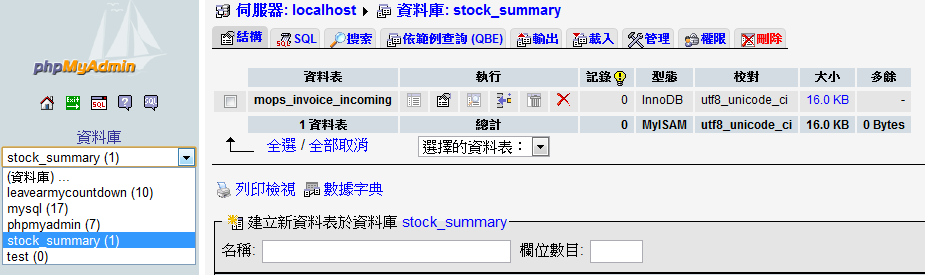 phpMyAdmin
資料庫
stock_summary (1)
(資料庫) ...
leavearmycountdown (10)
mysql (17)
phpmyadmin (7)
stock_summary (1)
test (0)
伺服器: localhost 資料庫: stock_summary
結構 SQL 搜索 依範例查詢 (QBE) 輸出 載入 管理 權限 刪除
資料表 執行 記錄 型態 校對 大小 多餘
mops_invoice_incoming 0 InnoDB utf8_unicode_ci 16.0 KB -
1 資料表 總計 0 MyISAM utf8_unicode_ci 16.0 KB 0 Bytes
全選 / 全部取消 選擇的資料表：
列印檢視 數據字典
建立新資料表於資料庫 stock_summary
名稱: 欄位數目: